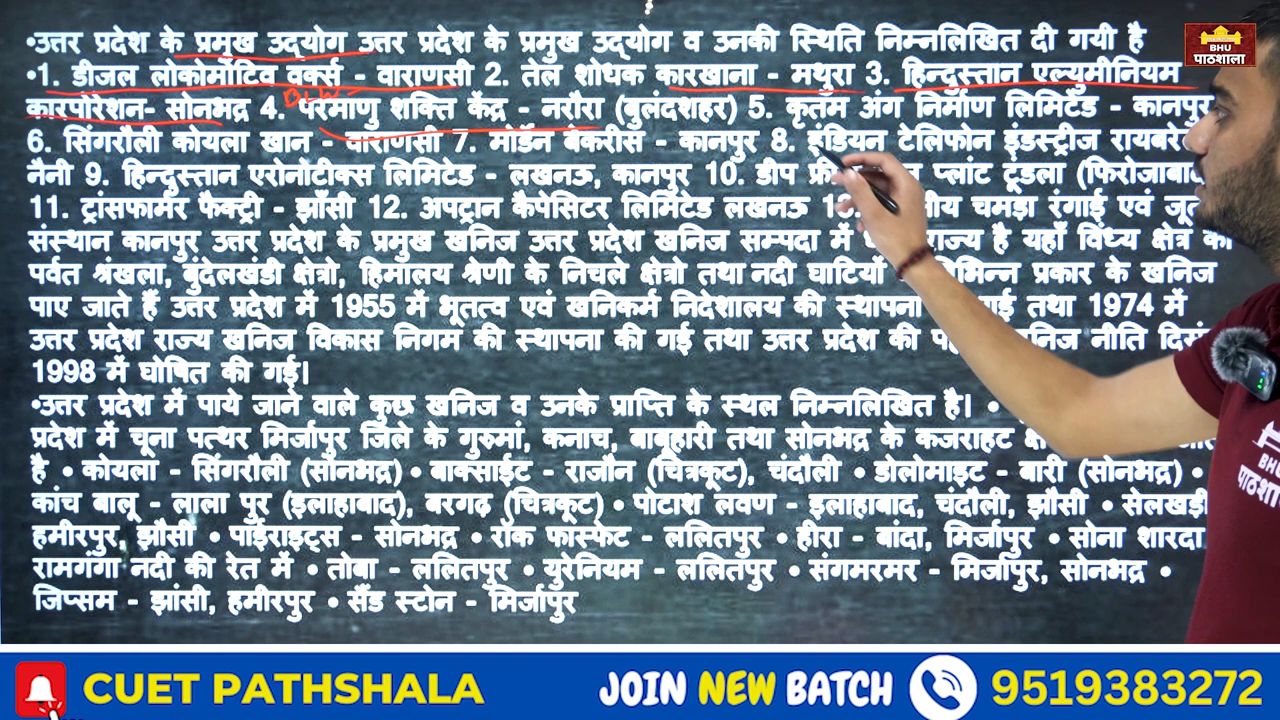 •उत्तर प्रदेश के प्रमुख उद्योग उत्तर प्रदेश के प्रमुख उद्योग व उनकी स्थिति निम्नलिखित दी गयी है
•1. डीजल लोकोमोटिव वर्क्स - वाराणसी 2. तेल शोधक कारखाना - मथुरा 3. हिन्दुस्तान एल्युमीनियम
कारपोरेशन- सोनभद्र 4. परमाणु शक्ति केंद्र - नरौरा (बुलंदशहर) 5. कृतिम अंग निर्माण लिमिटेड - कानपुर
6. सिंगरौली कोयला खान - वाराणसी 7. मॉर्डन बेकरीस - कानपुर 8. इंडियन टेलिफोन इंडस्ट्रीज
नैनी 9. हिन्दुस्तान एरोनोटीक्स लिमिटेड - लखनऊ, कानपुर 10. डीप प्लांट टूंडला
11. ट्रांसफार्मर फैक्ट्री - झाँसी 12. अपट्रान कैपेसिटर लिमिटेड लखनऊ चमड़ा रंगाई एवं
संस्थान कानपुर उत्तर प्रदेश के प्रमुख खनिज उत्तर प्रदेश खनिज सम्पदा में राज्य है यहाँ विंध्य क्षेत्र
पर्वत श्रंखला, बुंदेलखंडी क्षेत्रो, हिमालय श्रेणी के निचले क्षेत्रो तथा नदी घाटियों प्रकार के खनिज
पाए जाते हैं उत्तर प्रदेश में 1955 में भूतत्व एवं खनिकर्म निदेशालय की स्थापना तथा 1974 में
उत्तर प्रदेश राज्य खनिज विकास निगम की स्थापना की गई तथा उत्तर प्रदेश की नीति
1998 में घोषित की गई।
•उत्तर प्रदेश में पाये जाने वाले कुछ खनिज व उनके प्राप्ति के स्थल निम्नलिखित है। •
प्रदेश में चूना पत्थर मिर्जापुर जिले के गुरुमां, कनाच, बाबूहारी तथा सोनभद्र के कजराहट
है • कोयला - सिंगरौली (सोनभद्र) • बाक्साईट - राजौन (चित्रकूट), चंदौली • डोलोमाइट - बारी (सोनभद्र) •
कांच बालू - लाला पुर (इलाहाबाद), बरगढ़ (चित्रकूट) • पोटाश लवण - इलाहाबाद, चंदौली, झाँसी • सेलखड़ी
हमीरपुर, झाँसी • पाईराइट्स - सोनभद्र • रॉक फास्फेट - ललितपुर • हीरा - बांदा, मिर्जापुर • सोना शारदा
रामगंगा नदी की रेत में • तांबा - ललितपुर • युरेनियम - ललितपुर • संगमरमर - मिर्जापुर, सोनभद्र •
जिप्सम - झांसी, हमीरपुर • सैंड स्टोन - मिर्जापुर
BHU
पाठशाला
BHU
CUET PATHSHALA
JOIN NEW BATCH
9519383272